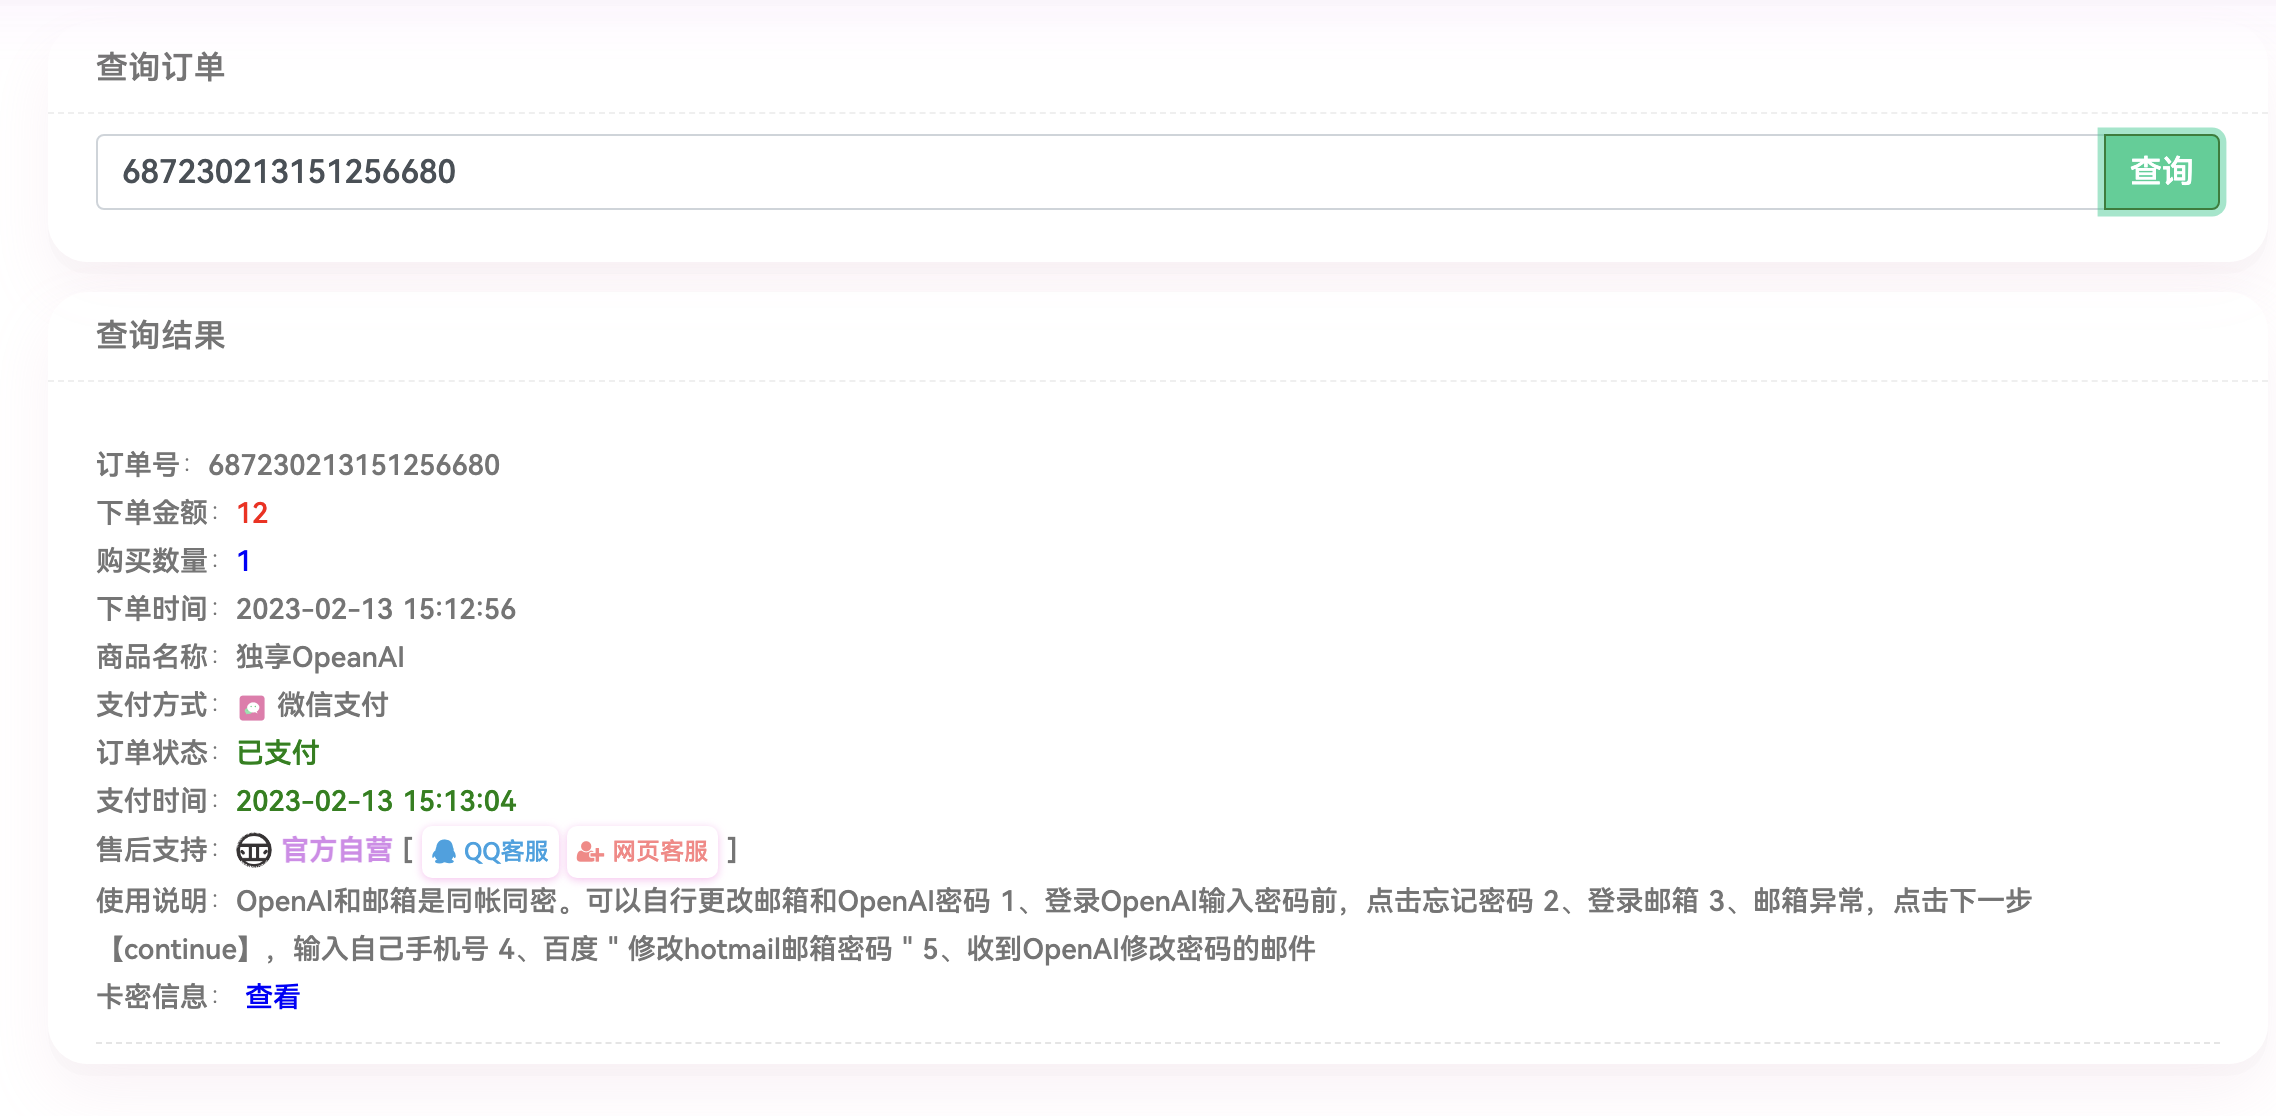 查询订单
687230213151256680
查询
查询结果
订单号：687230213151256680
下单金额：12
购买数量：1
下单时间：2023-02-13 15:12:56
商品名称：独享OpeanAI
支付方式：微信支付
订单状态：已支付
支付时间：2023-02-13 15:13:04
售后支持：官方自营 [ QQ客服 网页客服 ]
使用说明：OpenAI和邮箱是同帐同密。可以自行更改邮箱和OpenAI密码 1、登录OpenAI输入密码前，点击忘记密码 2、登录邮箱 3、邮箱异常，点击下一步
【continue】，输入自己手机号 4、百度 " 修改hotmail邮箱密码 " 5、收到OpenAI修改密码的邮件
卡密信息： 查看